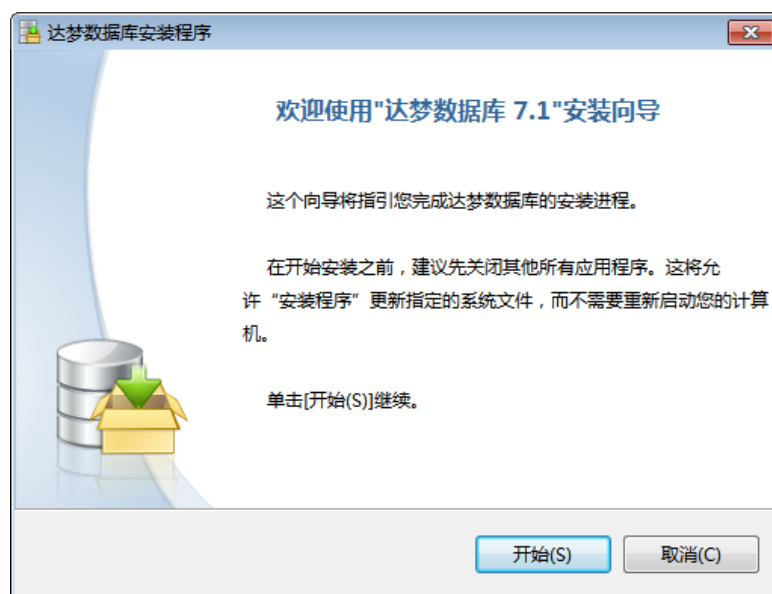 达梦数据库安装程序
欢迎使用"达梦数据库 7.1"安装向导
这个向导将指引您完成达梦数据库的安装进程。
在开始安装之前，建议先关闭其他所有应用程序。这将允
许“安装程序”更新指定的系统文件，而不需要重新启动您的计算
机。
单击[开始(S)]继续。
开始(S) 取消(C)